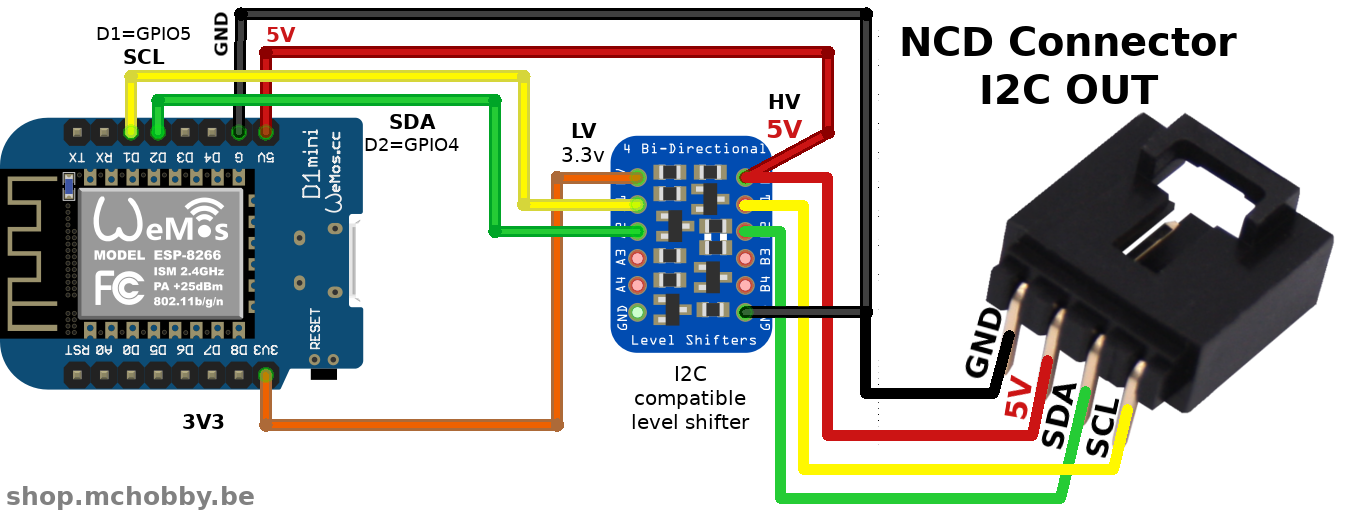 D1=GPIO5
SCL
GND
5V
NCD Connector
I2C OUT
SDA
D2=GPIO4
LV
3.3v
HV
5V
TX RX D1 D2 D3 D4 G 5V
D1 mini
WeMos.cc
WeMos
MODEL ESP-8266
FC
ISM 2.4GHz
PA +25dBm
802.11b/g/n
RESET
RST A0 D0 D5 D6 D7 D8 3V3
3V3
4 Bi-Directional
A3
A4
GND
B3
B4
Level Shifters
I2C
compatible
level shifter
GND
5V
SDA
SCL
shop.mchobby.be